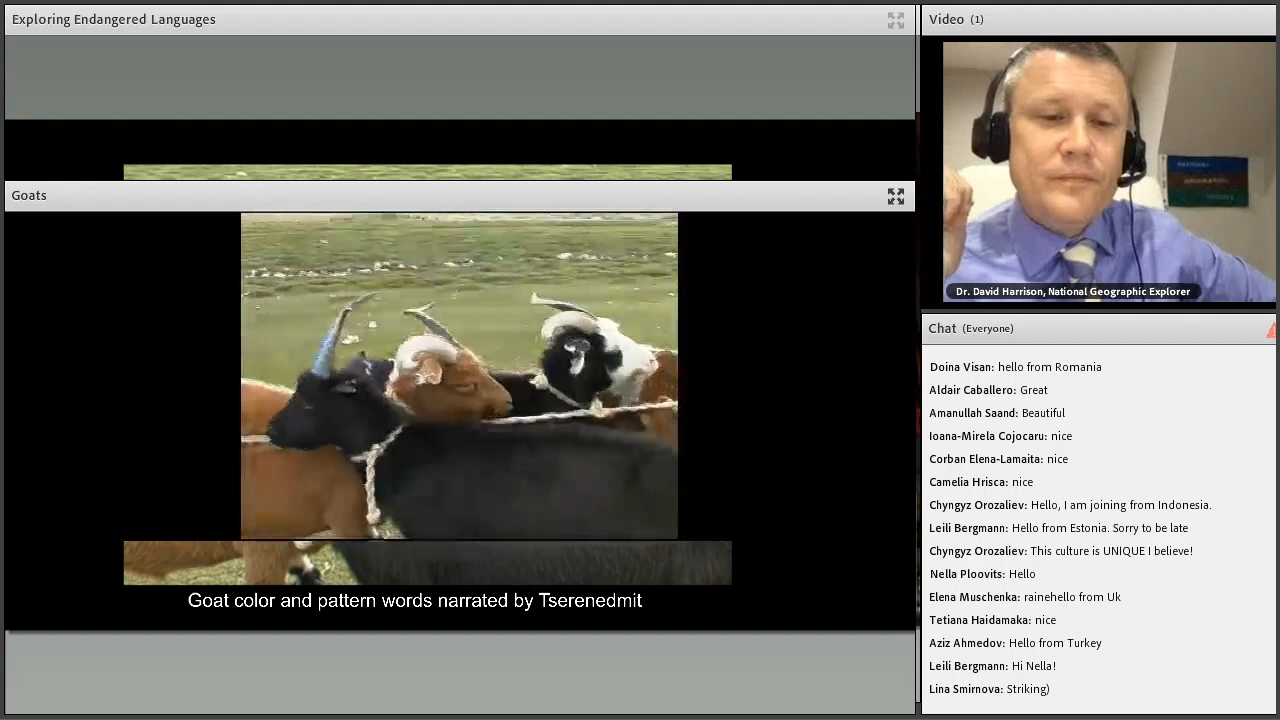 Exploring Endangered Languages
Goats
Goat color and pattern words narrated by Tserenedmit
Video (1)
Dr. David Harrison, National Geographic Explorer
Chat (Everyone)
Doina Visan: hello from Romania
Aldair Caballero: Great
Amanullah Saand: Beautiful
Ioana-Mirela Cojocaru: nice
Corban Elena-Lamaita: nice
Camelia Hrisca: nice
Chyngyz Orozaliev: Hello, I am joining from Indonesia.
Leili Bergmann: Hello from Estonia. Sorry to be late
Chyngyz Orozaliev: This culture is UNIQUE I believe!
Nella Ploovits: Hello
Elena Muschenka: rainehello from Uk
Tetiana Haidamaka: nice
Aziz Ahmedov: Hello from Turkey
Leili Bergmann: Hi Nella!
Lina Smirnova: Striking)